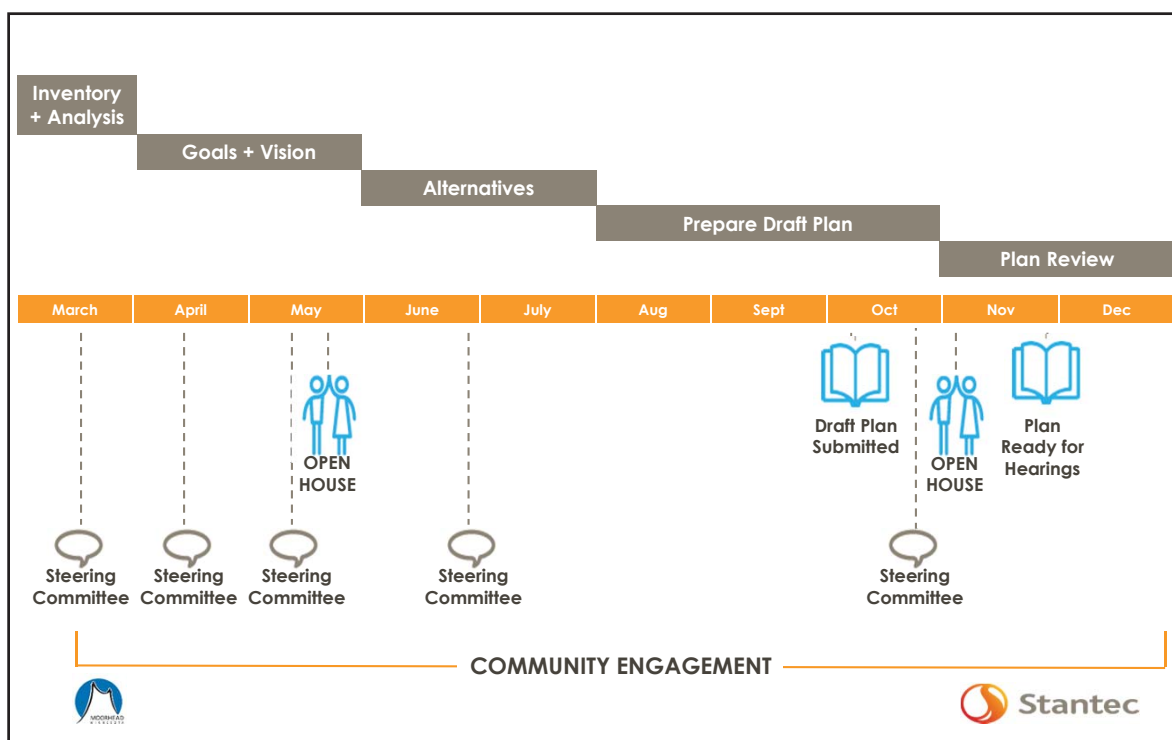 Inventory
+ Analysis
Goals + Vision
Alternatives
Prepare Draft Plan
Plan Review
March April May June July Aug Sept Oct Nov Dec
OPEN
HOUSE
Draft Plan
Submitted
OPEN
HOUSE
Plan
Ready for
Hearings
Steering
Committee
Steering
Committee
Steering
Committee
Steering
Committee
Steering
Committee
COMMUNITY ENGAGEMENT
MOORHEAD
MINNESOTA
Stantec